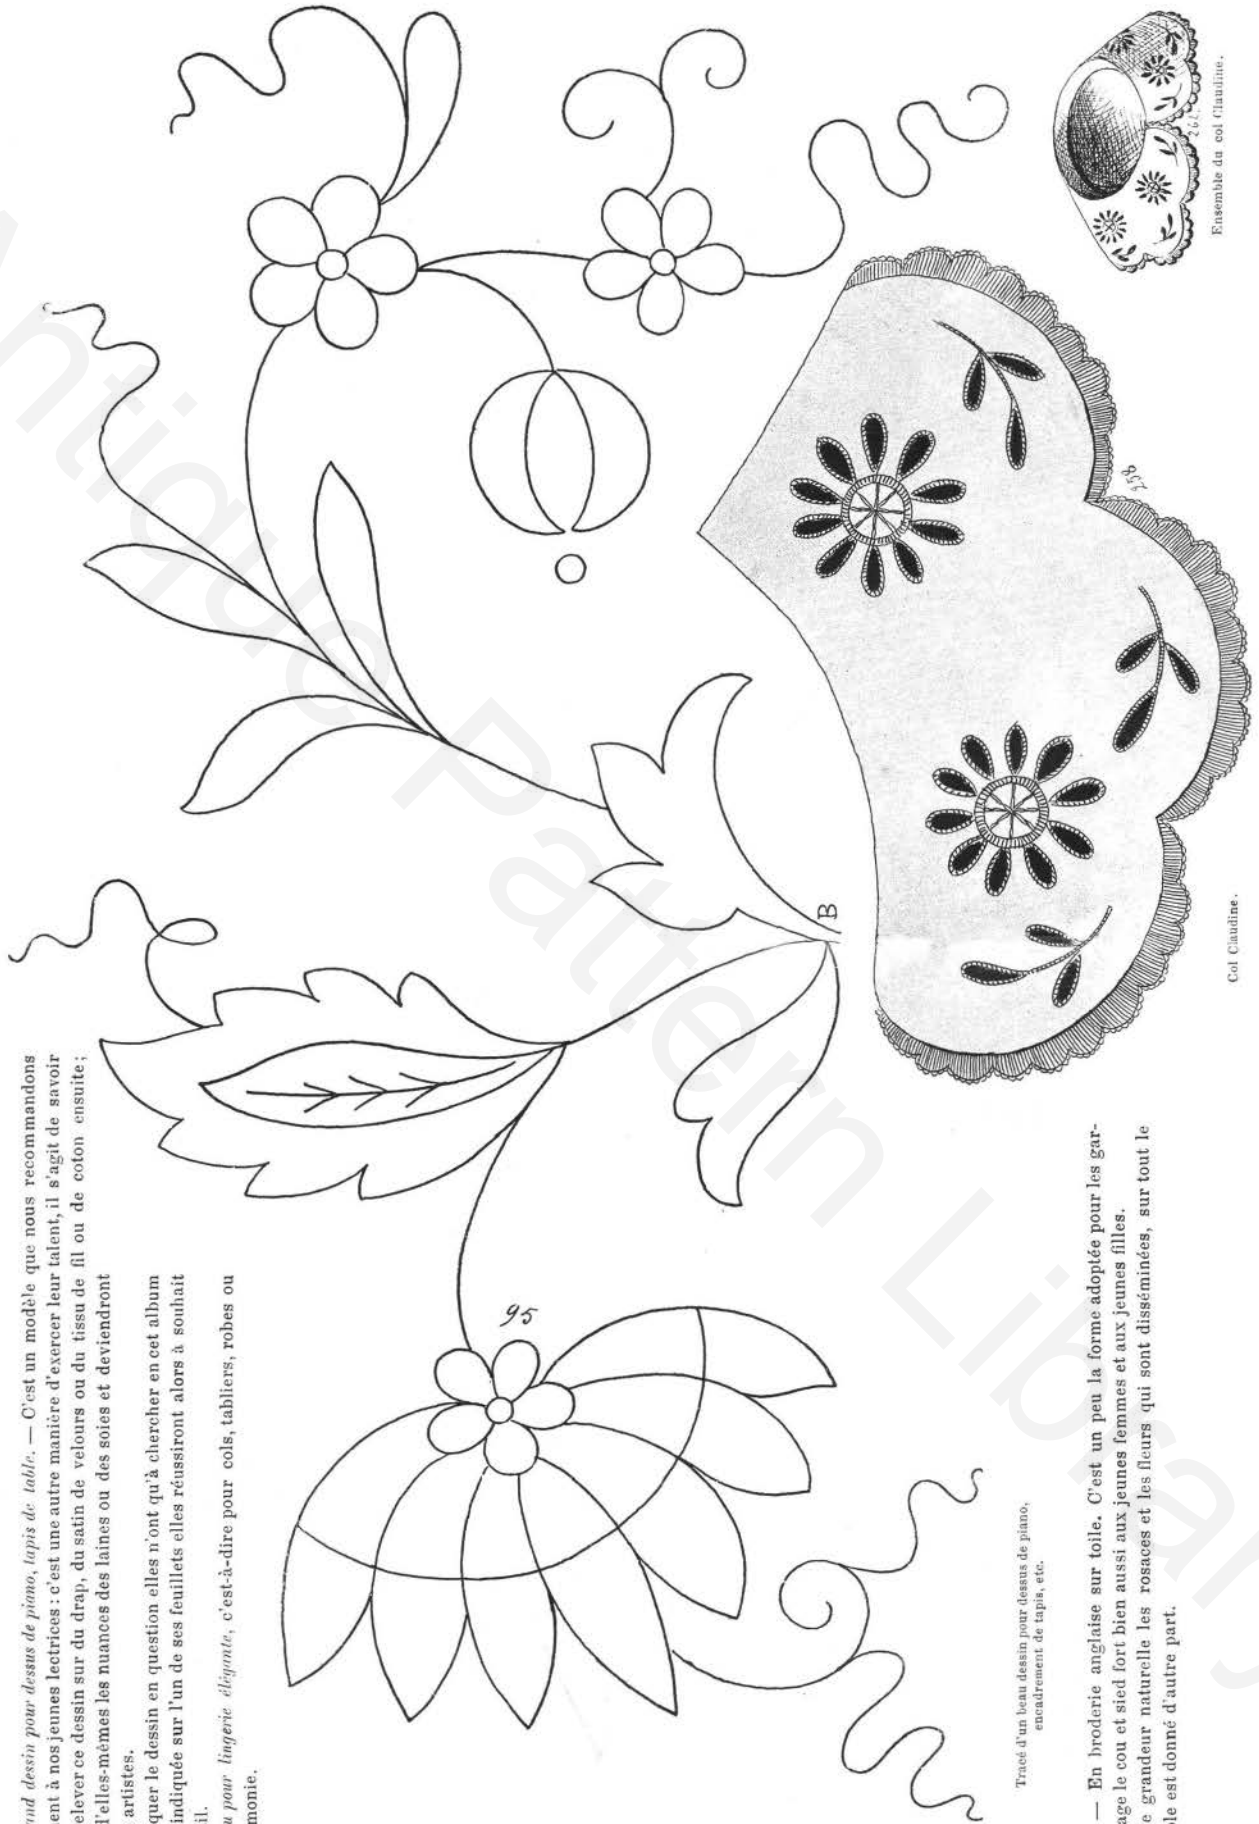 and dessin pour dessus de piano, tapis de table. — C'est un modèle que nous recommandons
ent à nos jeunes lectrices : c'est une autre manière d'exercer leur talent, il s'agit de savoir
elever ce dessin sur du drap, du satin de velours ou du tissu de fil ou de coton ensuite ;
l'elles-mêmes les nuances des laines ou des soies et deviendront
artistes.
quer le dessin en question elles n'ont qu'à chercher en cet album
indiquée sur l'un de ses feuillets elles réussiront alors à souhait
il.
u pour lingerie élégante, c'est-à-dire pour cols, tabliers, robes ou
monie.
95
B
Tracé d'un beau dessin pour dessus de piano,
encadrement de tapis, etc.
— En broderie anglaise sur toile. C'est un peu la forme adoptée pour les gar-
age le cou et sied fort bien aussi aux jeunes femmes et aux jeunes filles.
e grandeur naturelle les rosaces et les fleurs qui sont disséminées, sur tout le
ble est donné d'autre part.
258
Col Claudine.
262.
Ensemble du col Claudine.
Antique Pattern Library